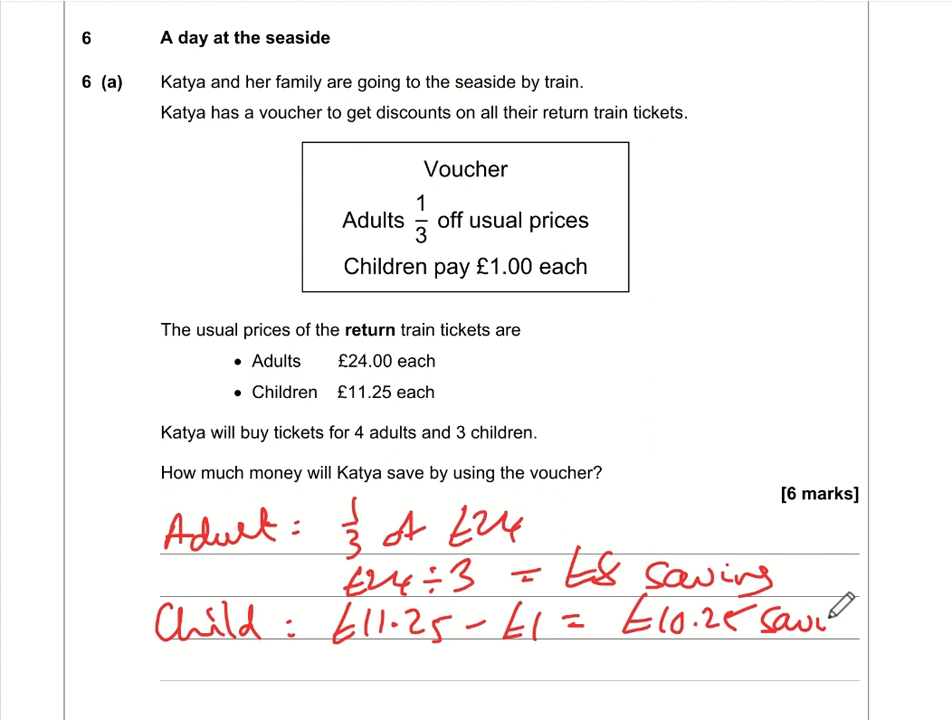 6 A day at the seaside
6 (a) Katya and her family are going to the seaside by train.
Katya has a voucher to get discounts on all their return train tickets.
Voucher
Adults 1/3 off usual prices
Children pay £1.00 each
The usual prices of the return train tickets are
• Adults £24.00 each
• Children £11.25 each
Katya will buy tickets for 4 adults and 3 children.
How much money will Katya save by using the voucher?
[6 marks]
Adult : 1/3 of £24
£24 ÷ 3 = £8 saving
Child : £11.25 - £1 = £10.25 savi